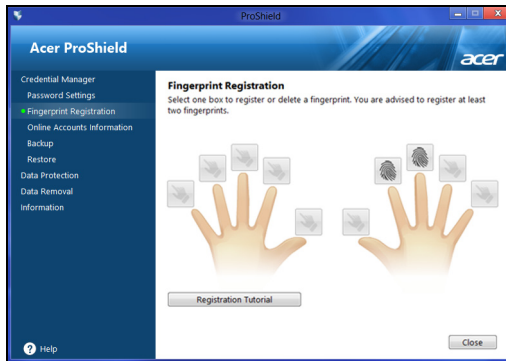 ProShield
Acer ProShield
acer
Credential Manager
Password Settings
Fingerprint Registration
Online Accounts Information
Backup
Restore
Data Protection
Data Removal
Information
Fingerprint Registration
Select one box to register or delete a fingerprint. You are advised to register at least
two fingerprints.
Registration Tutorial
? Help
Close